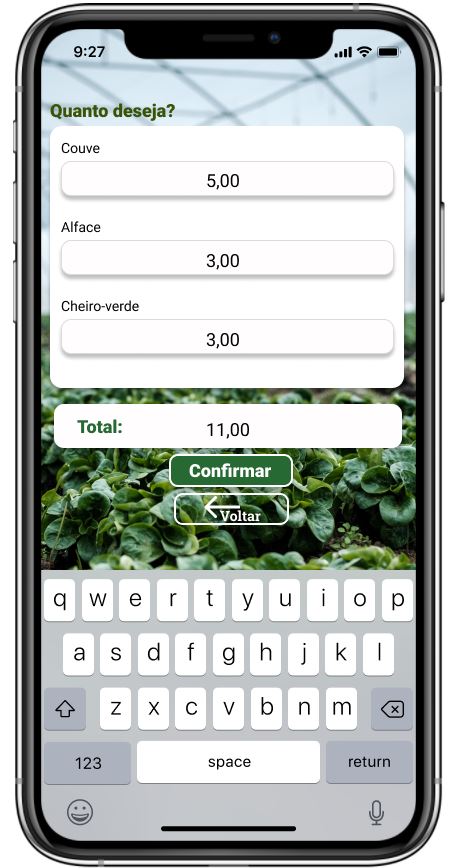 9:27
Quanto deseja?
Couve
5,00
Alface
3,00
Cheiro-verde
3,00
Total: 11,00
Confirmar
Voltar
q w e r t y u i o p
a s d f g h j k l
z x c v b n m
123 space return